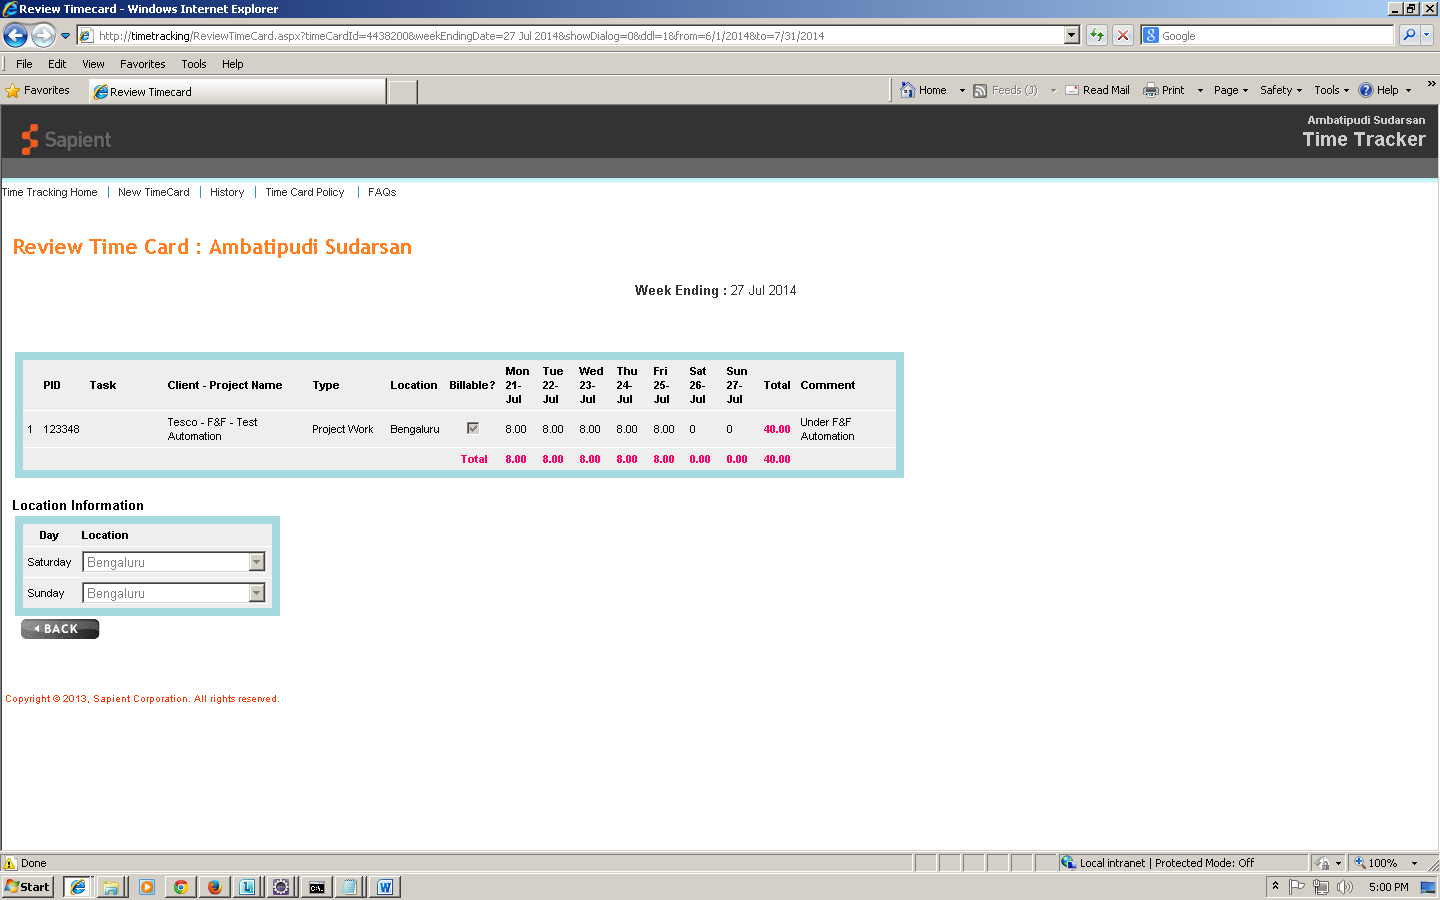 Review Timecard - Windows Internet Explorer
http://timetracking/ReviewTimeCard.aspx?timeCardId=4438200&weekEndingDate=27 Jul 2014&showDialog=0&ddl=1&from=6/1/2014&to=7/31/2014
Google
File Edit View Favorites Tools Help
Favorites Review Timecard Home Feeds (J) Read Mail Print Page Safety Tools Help »
Sapient
Ambatipudi Sudarsan
Time Tracker
Time Tracking Home | New TimeCard | History | Time Card Policy | FAQs
Review Time Card : Ambatipudi Sudarsan
Week Ending : 27 Jul 2014
PID Task Client - Project Name Type Location Billable? Mon 21-Jul Tue 22-Jul Wed 23-Jul Thu 24-Jul Fri 25-Jul Sat 26-Jul Sun 27-Jul Total Comment
1 123348 Tesco - F&F - Test Automation Project Work Bengaluru 8.00 8.00 8.00 8.00 8.00 0 0 40.00 Under F&F Automation
Total 8.00 8.00 8.00 8.00 8.00 0.00 0.00 40.00
Location Information
Day Location
Saturday Bengaluru
Sunday Bengaluru
BACK
Copyright © 2013, Sapient Corporation. All rights reserved.
Done Local intranet | Protected Mode: Off 100%
Start 5:00 PM